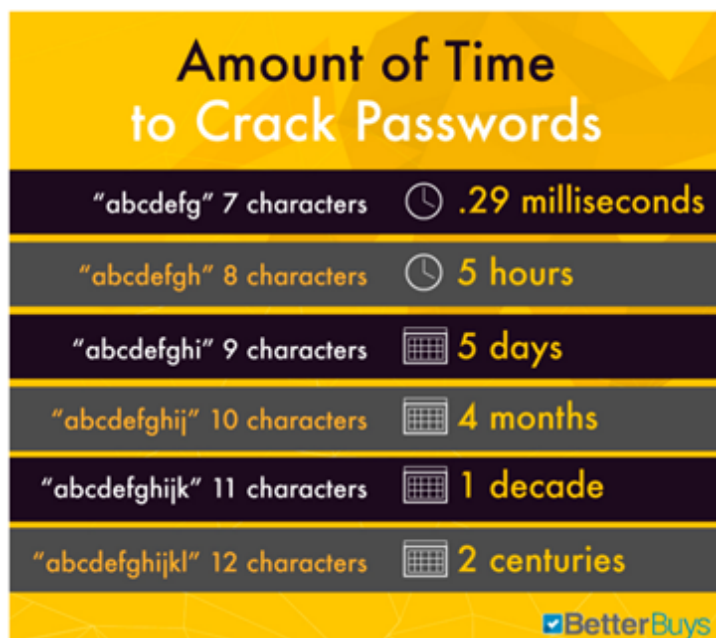 Amount of Time
to Crack Passwords
“abcdefg” 7 characters .29 milliseconds
“abcdefgh” 8 characters 5 hours
“abcdefghi” 9 characters 5 days
“abcdefghij” 10 characters 4 months
“abcdefghijk” 11 characters 1 decade
“abcdefghijkl” 12 characters 2 centuries
BetterBuys